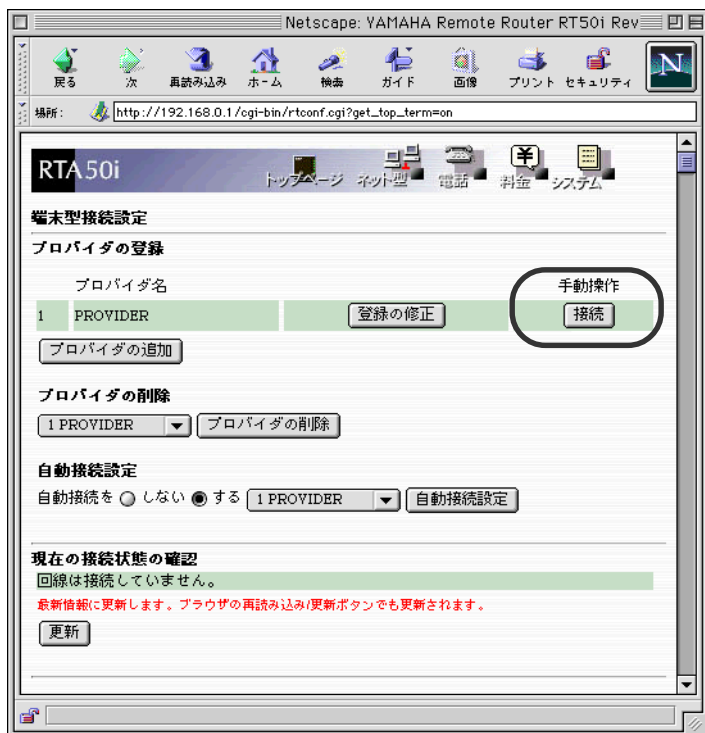 Netscape: YAMAHA Remote Router RT50i Rev
戻る 次 再読み込み ホーム 検索 ガイド 画像 プリント セキュリティ
N
場所: http://192.168.0.1/cgi-bin/rtconf.cgi?get_top_term=on
RTA50i
トップページ ネット型 電話 料金 システム
端末型接続設定
プロバイダの登録
プロバイダ名 手動操作
1 PROVIDER 登録の修正 接続
プロバイダの追加
プロバイダの削除
1 PROVIDER プロバイダの削除
自動接続設定
自動接続を しない する 1 PROVIDER 自動接続設定
現在の接続状態の確認
回線は接続していません。
最新情報に更新します。ブラウザの再読み込み/更新ボタンでも更新されます。
更新